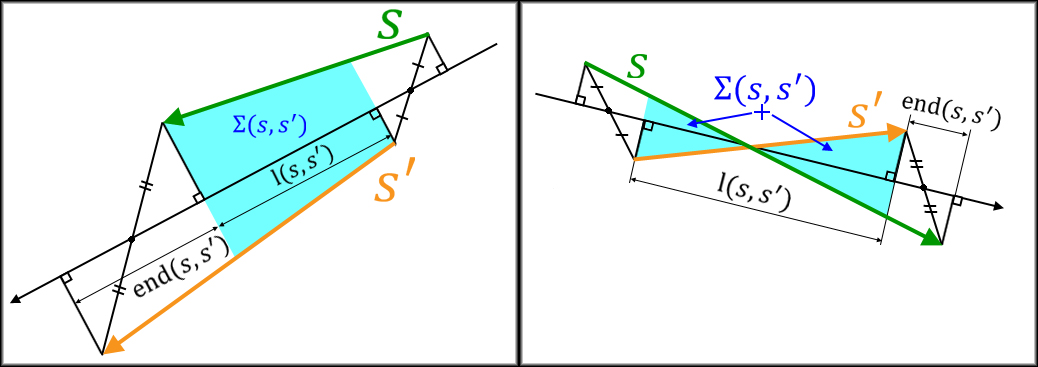 s
Σ(s, s′)
l(s, s′)
s′
end(s, s′)
s
Σ(s, s′)
+
s′
end(s, s′)
l(s, s′)